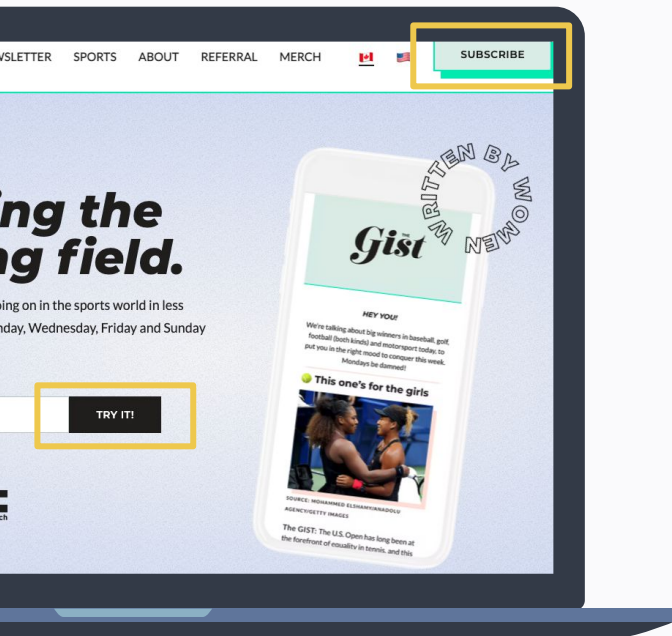 WSLETTER SPORTS ABOUT REFERRAL MERCH SUBSCRIBE
WRITTEN BY WOMEN
ing the
ng field.
oing on in the sports world in less
nday, Wednesday, Friday and Sunday
TRY IT!
ch
THE
Gist
HEY YOU!
We're talking about big winners in baseball, golf,
football (both kinds) and motorsport today, to
put you in the right mood to conquer this week.
Mondays be damned!
This one's for the girls
SOURCE: MOHAMMED ELSHAMY/ANADOLU
AGENCY/GETTY IMAGES
The GIST: The U.S. Open has long been at
the forefront of equality in tennis, and this